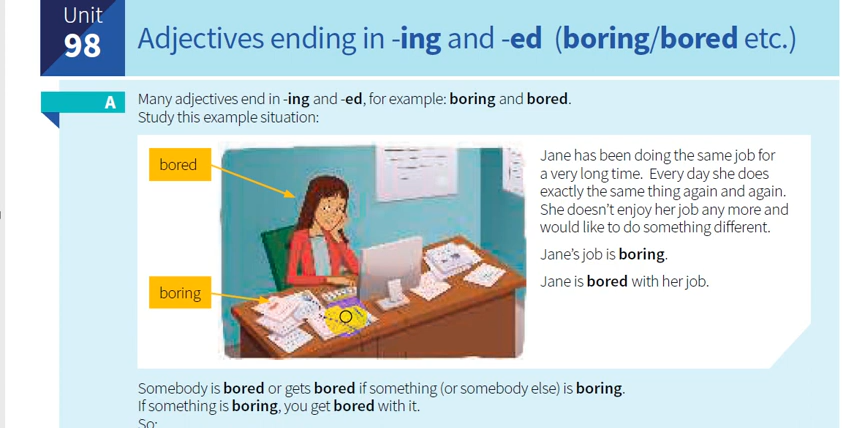 Unit
98
Adjectives ending in -ing and -ed (boring/bored etc.)
A
Many adjectives end in -ing and -ed, for example: boring and bored.
Study this example situation:
bored
boring
Jane has been doing the same job for
a very long time. Every day she does
exactly the same thing again and again.
She doesn't enjoy her job any more and
would like to do something different.
Jane's job is boring.
Jane is bored with her job.
Somebody is bored or gets bored if something (or somebody else) is boring.
If something is boring, you get bored with it.
So: